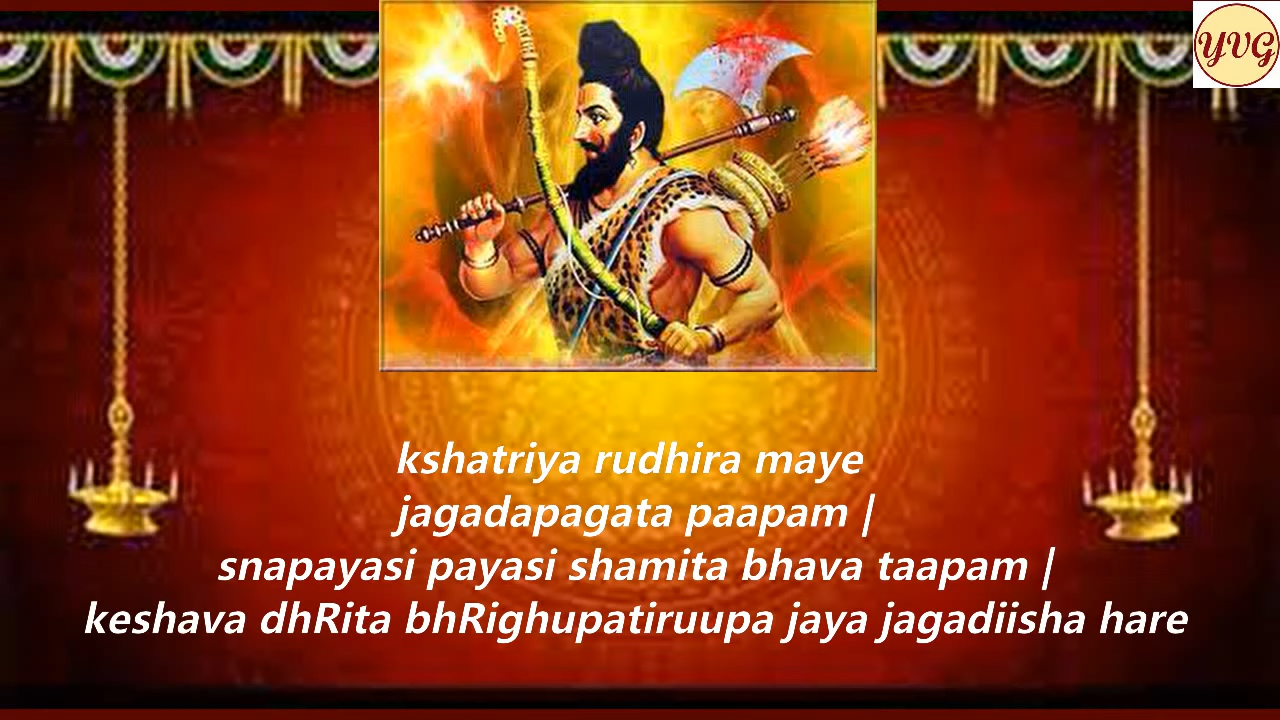 YVG
kshatriya rudhira maye
jagadapagata paapam |
snapayasi payasi shamita bhava taapam |
keshava dhRita bhRighupatiruupa jaya jagadiisha hare